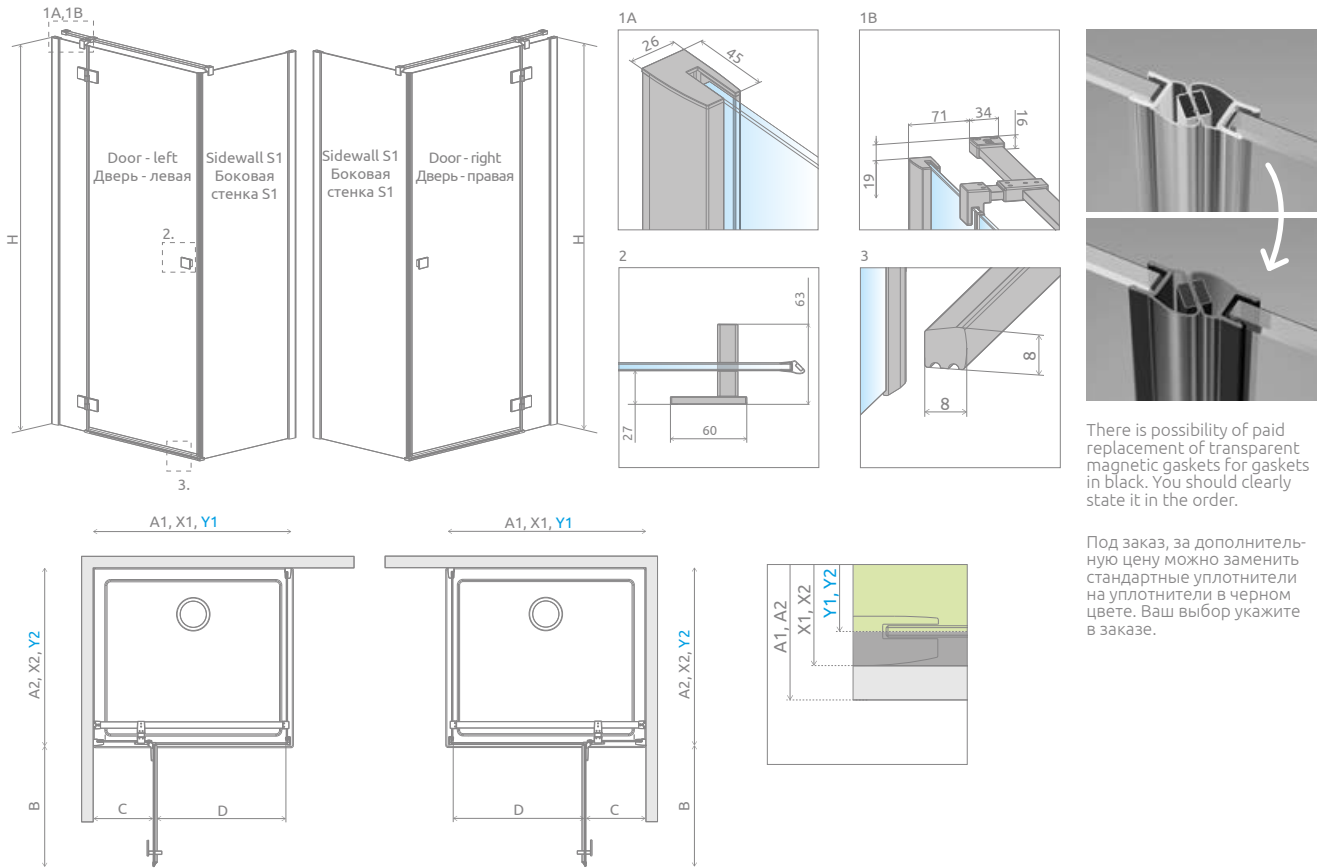 1A,1B
H
Door - left
Дверь - левая
Sidewall S1
Боковая
стенка S1
2.
3.
Sidewall S1
Боковая
стенка S1
Door - right
Дверь - правая
H
1A
26
45
1B
71
34
16
19
2
63
27
60
3
8
8
There is possibility of paid
replacement of transparent
magnetic gaskets for gaskets
in black. You should clearly
state it in the order.
Под заказ, за дополнитель-
ную цену можно заменить
стандартные уплотнители
на уплотнители в черном
цвете. Ваш выбор укажите
в заказе.
A1, X1, Y1
A2, X2, Y2
B
C
D
A1, X1, Y1
A2, X2, Y2
B
D
C
A1, A2
X1, X2
Y1, Y2